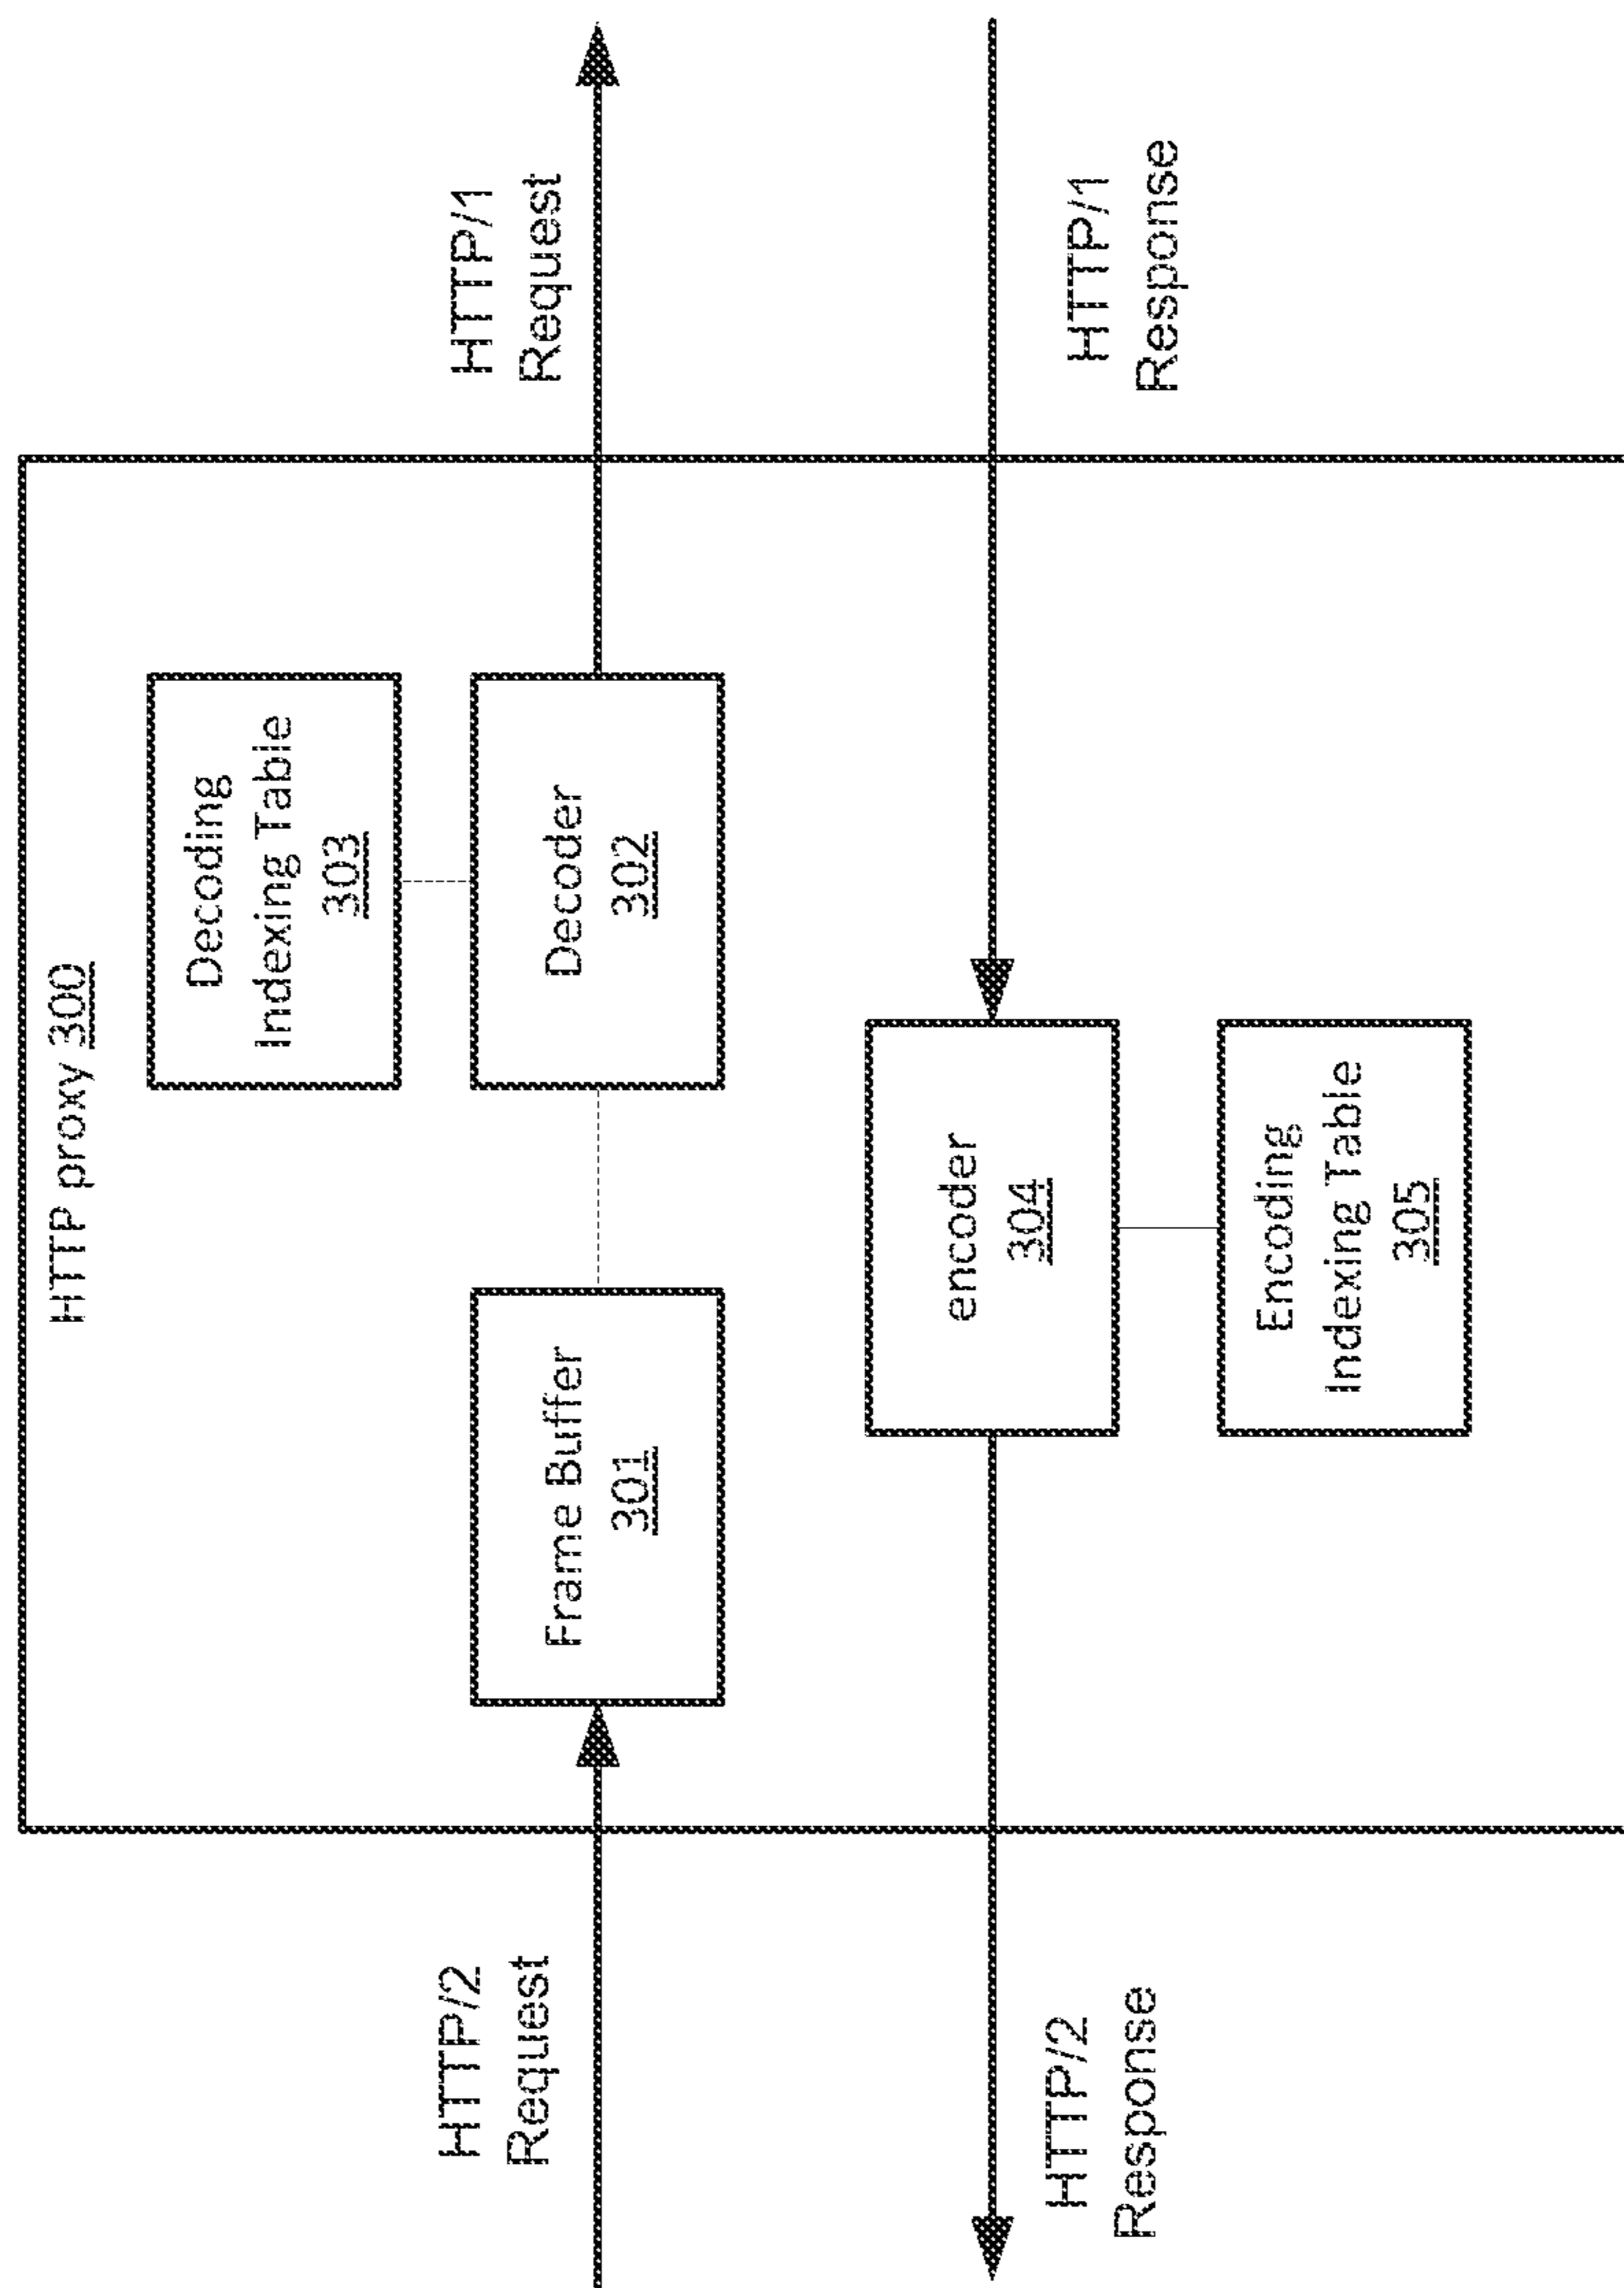 HTTP proxy 300
Decoding
Indexing Table
303
HTTP/2
Request
Frame Buffer
301
Decoder
302
HTTP/1
Request
encoder
304
HTTP/2
Response
HTTP/1
Response
Encoding
Indexing Table
305